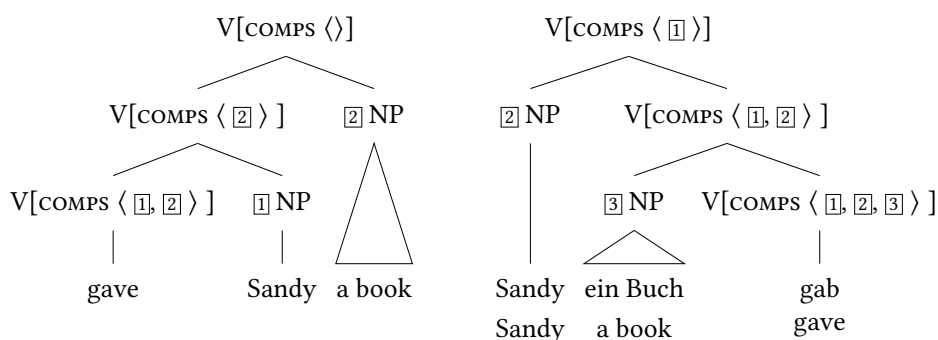 V[COMPS ⟨⟩] V[COMPS ⟨ 1 ⟩]
V[COMPS ⟨ 2 ⟩ ] 2 NP 2 NP V[COMPS ⟨ 1, 2 ⟩ ]
V[COMPS ⟨ 1, 2 ⟩ ] 1 NP 3 NP V[COMPS ⟨ 1, 2, 3 ⟩ ]
gave Sandy a book Sandy ein Buch gab
Sandy a book gave